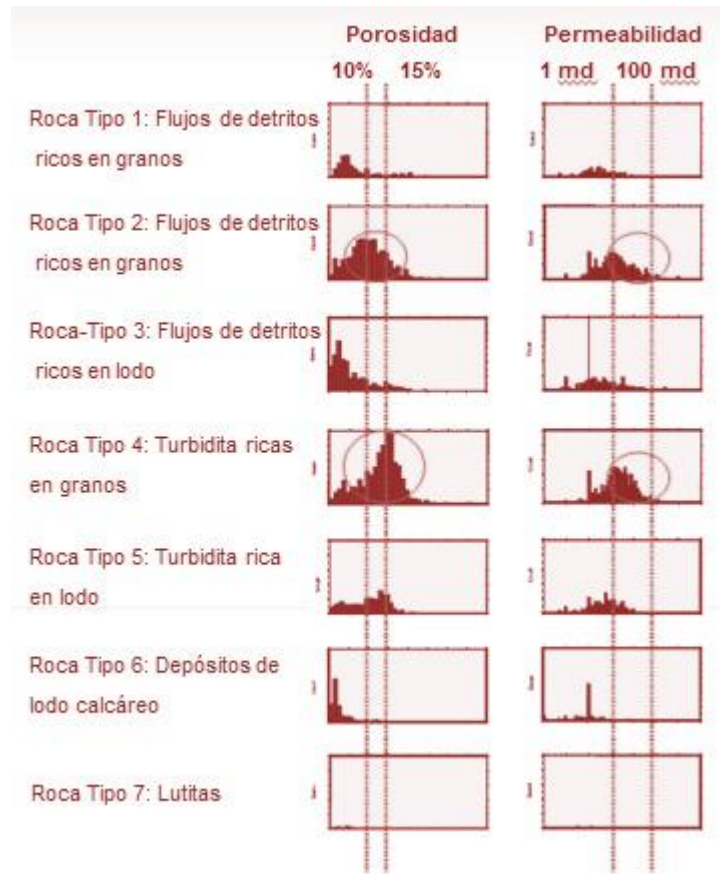 Porosidad Permeabilidad
10% 15% 1 md 100 md
Roca Tipo 1: Flujos de detritos
ricos en granos
Roca Tipo 2: Flujos de detritos
ricos en granos
Roca-Tipo 3: Flujos de detritos
ricos en lodo
Roca Tipo 4: Turbidita ricas
en granos
Roca Tipo 5: Turbidita rica
en lodo
Roca Tipo 6: Depósitos de
lodo calcáreo
Roca Tipo 7: Lutitas